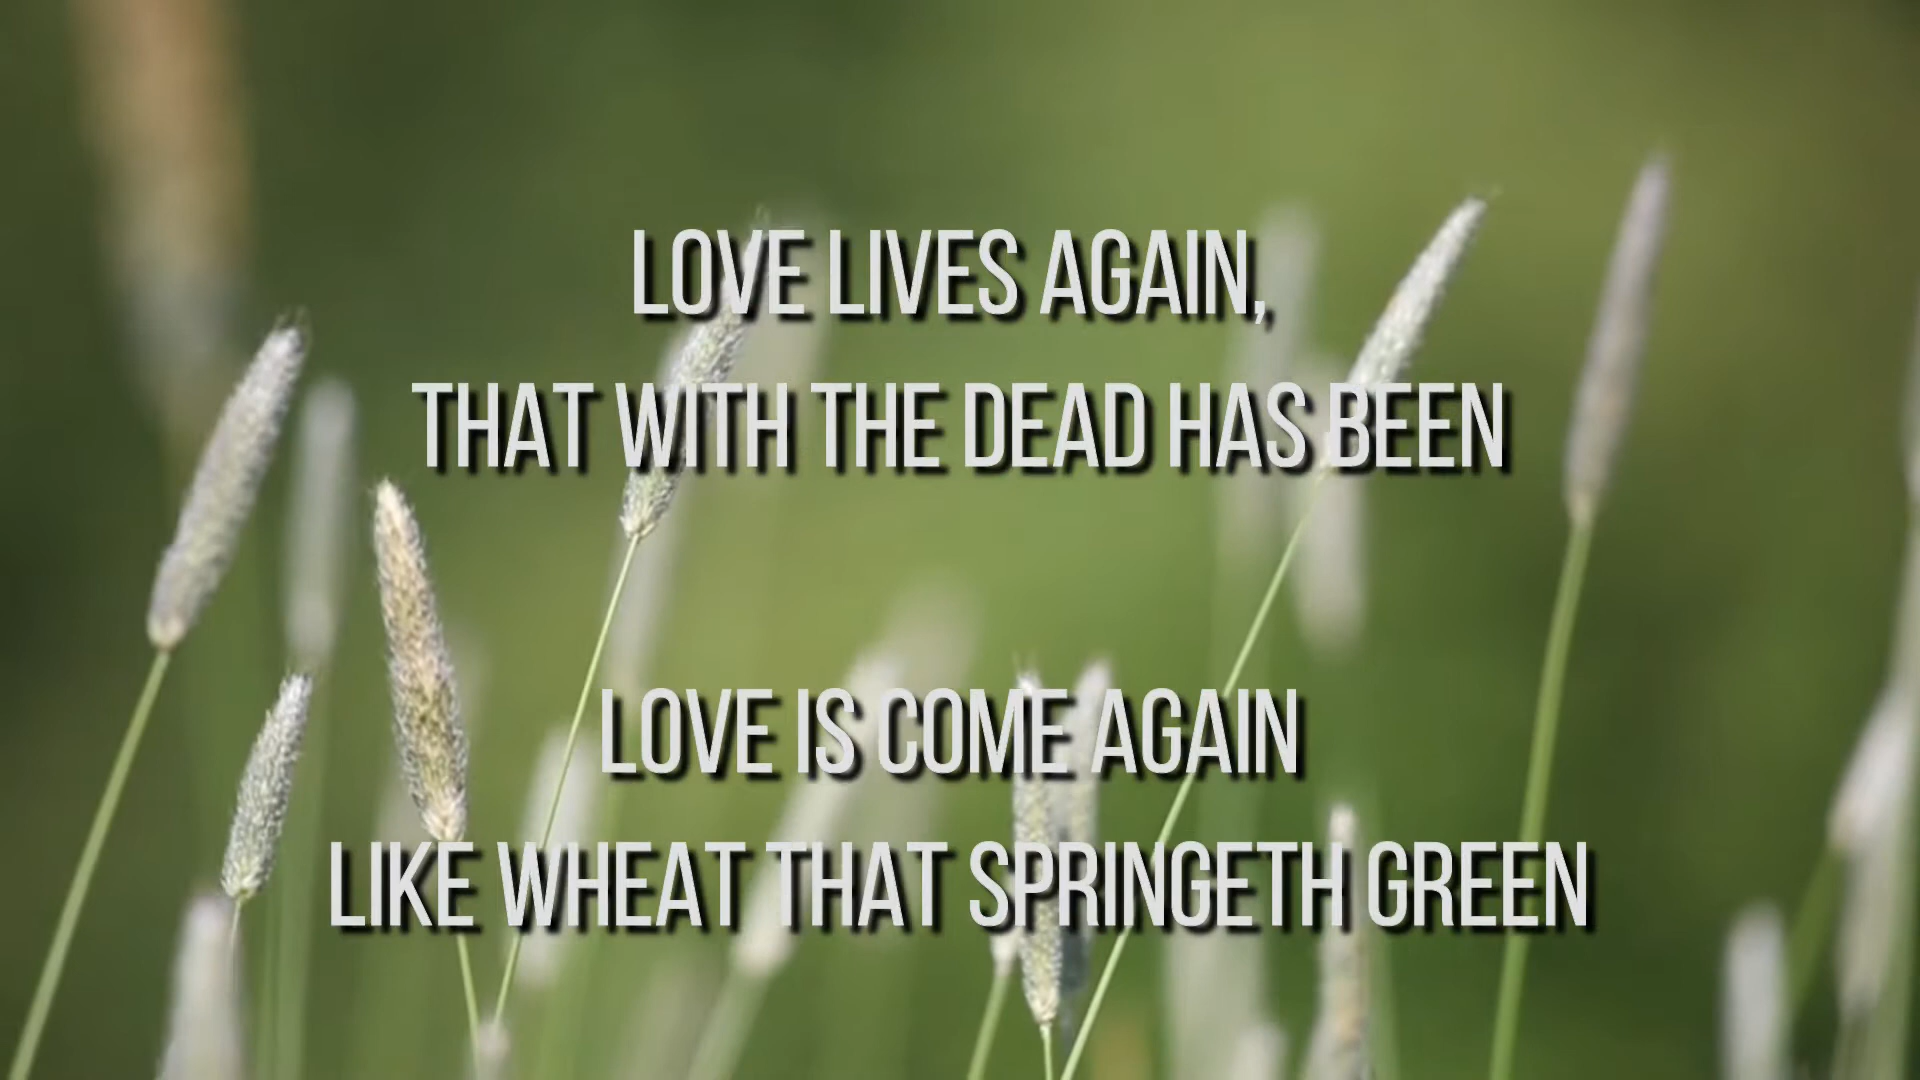 LOVE LIVES AGAIN,
THAT WITH THE DEAD HAS BEEN
LOVE IS COME AGAIN
LIKE WHEAT THAT SPRINGETH GREEN